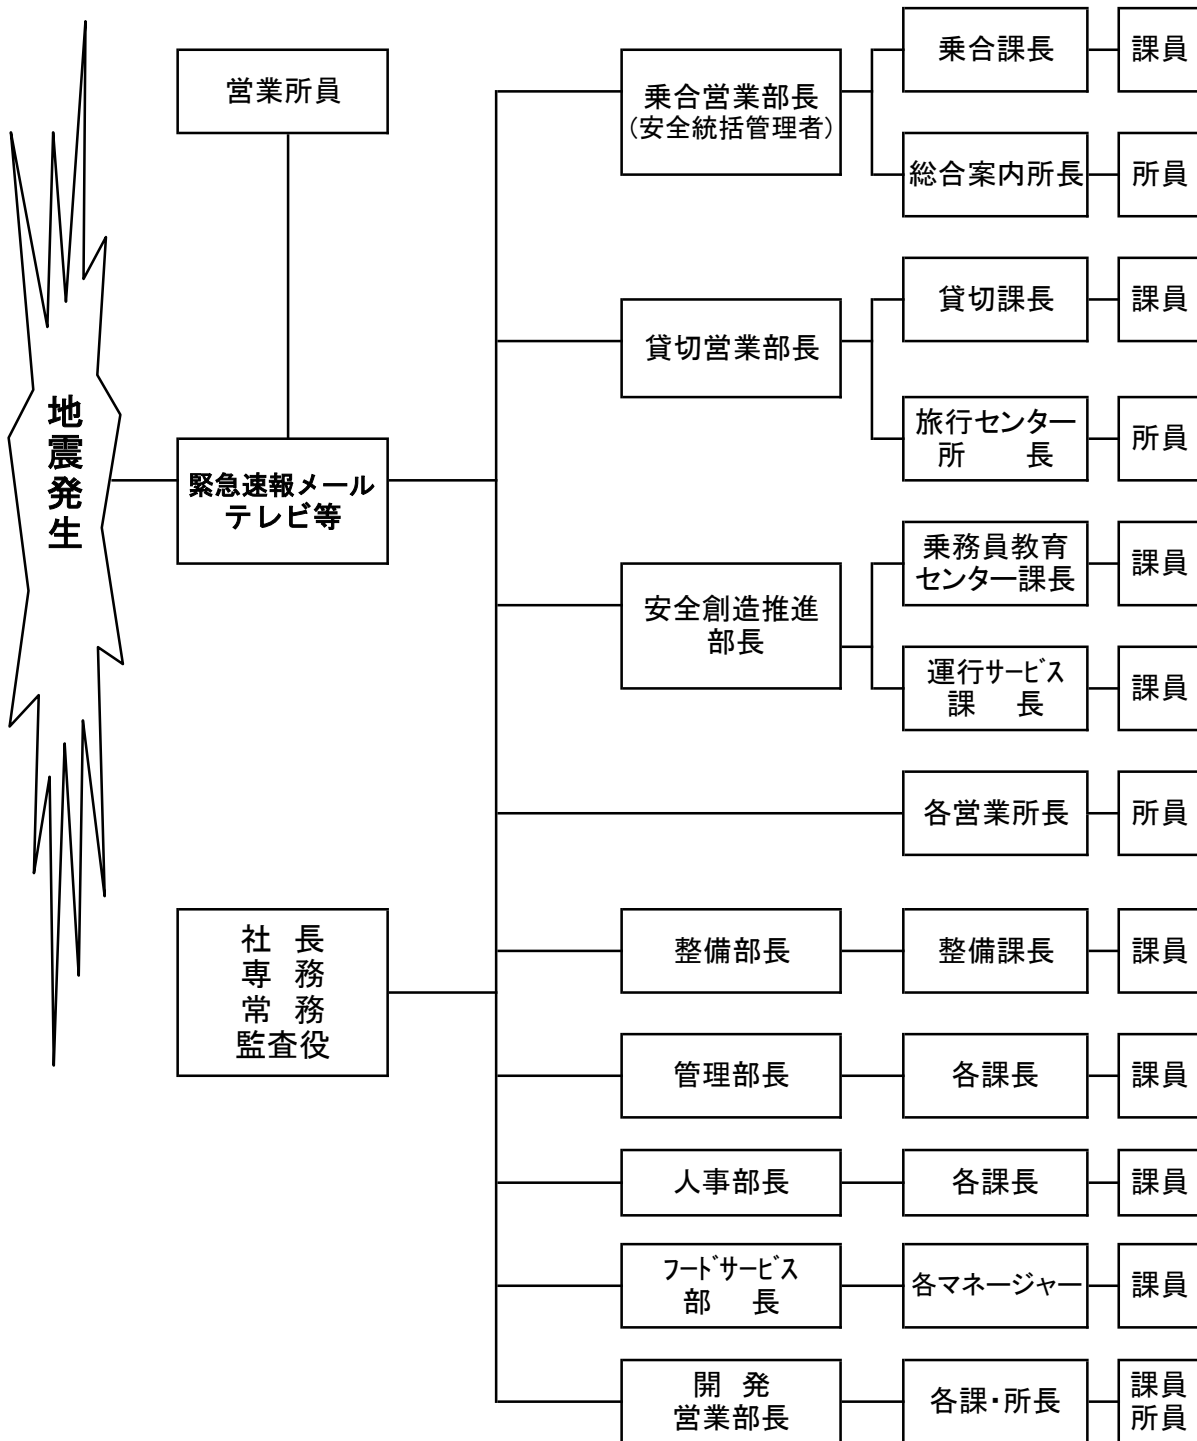 地震発生
営業所員
緊急速報メール
テレビ等
社　長
専　務
常　務
監査役
乗合営業部長
（安全統括管理者）
乗合課長
課員
総合案内所長
所員
貸切営業部長
貸切課長
課員
旅行センター
所　　長
所員
安全創造推進
部長
乗務員教育
センター課長
課員
運行ｻｰﾋﾞｽ
課　長
課員
各営業所長
所員
整備部長
整備課長
課員
管理部長
各課長
課員
人事部長
各課長
課員
ﾌｰﾄﾞｻｰﾋﾞｽ
部　長
各マネージャー
課員
開　発
営業部長
各課・所長
課員
所員